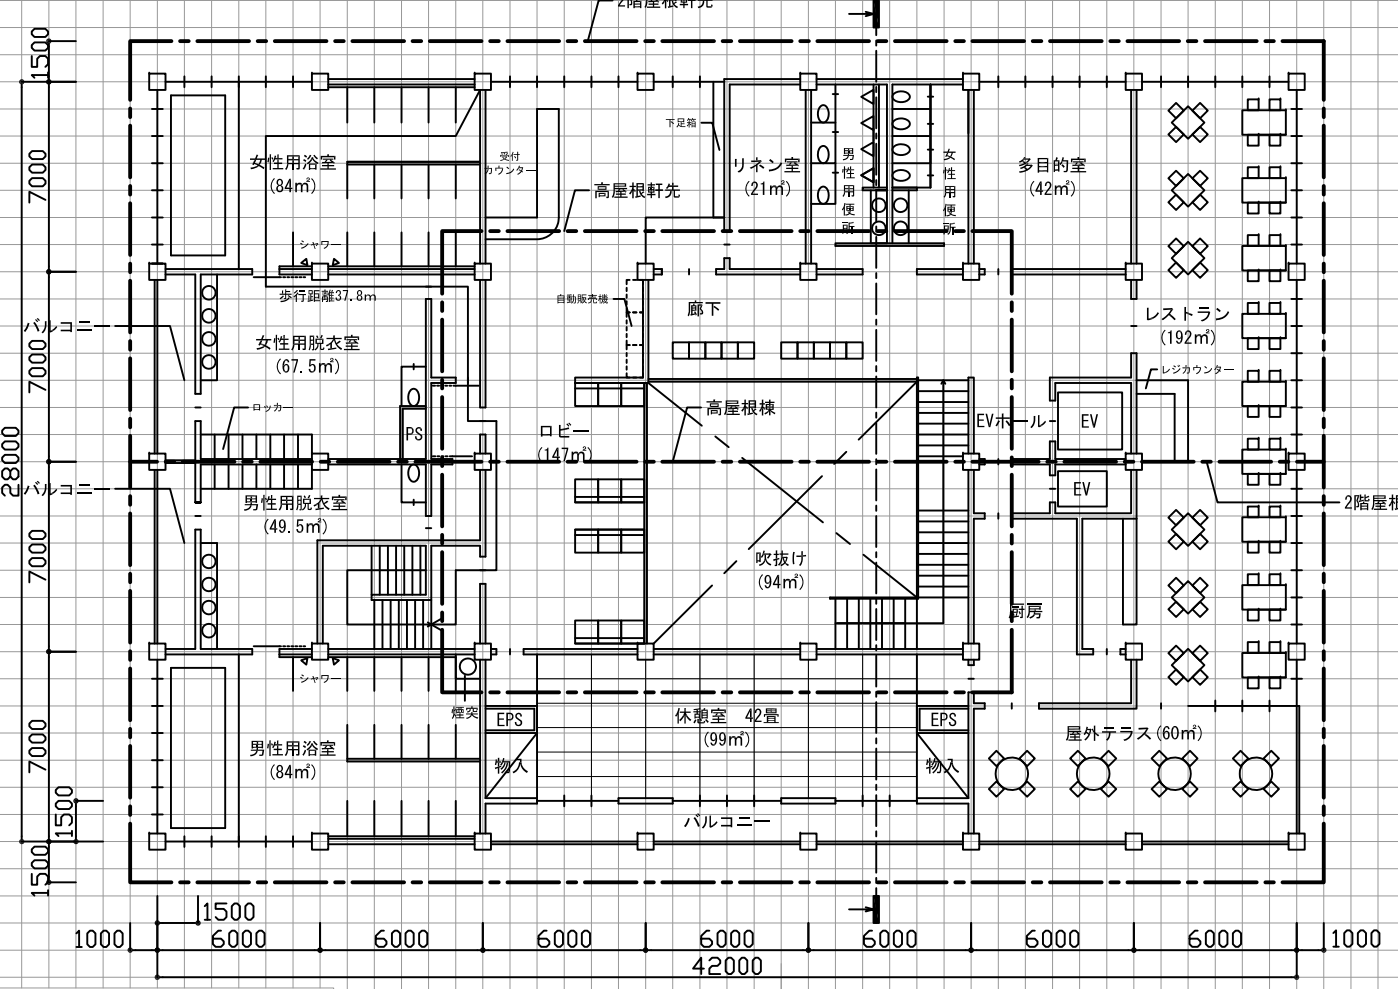 2階屋根軒先
1500
7000
7000
28000
7000
7000
1500
1500
女性用浴室
(84㎡)
シャワー
歩行距離37.8m
受付
カウンター
高屋根軒先
下足箱
リネン室
(21㎡)
男性用便所
女性用便所
多目的室
(42㎡)
バルコニー
女性用脱衣室
(67.5㎡)
自動販売機
廊下
レストラン
(192㎡)
レジカウンター
ロッカー
PS
ロビー
(147㎡)
高屋根棟
EVホール
EV
EV
バルコニー
男性用脱衣室
(49.5㎡)
2階屋根
吹抜け
(94㎡)
厨房
シャワー
煙突
EPS
休憩室 42畳
(99㎡)
EPS
屋外テラス(60㎡)
男性用浴室
(84㎡)
物入
物入
バルコニー
1500
1000
6000
6000
6000
6000
6000
6000
6000
1000
42000